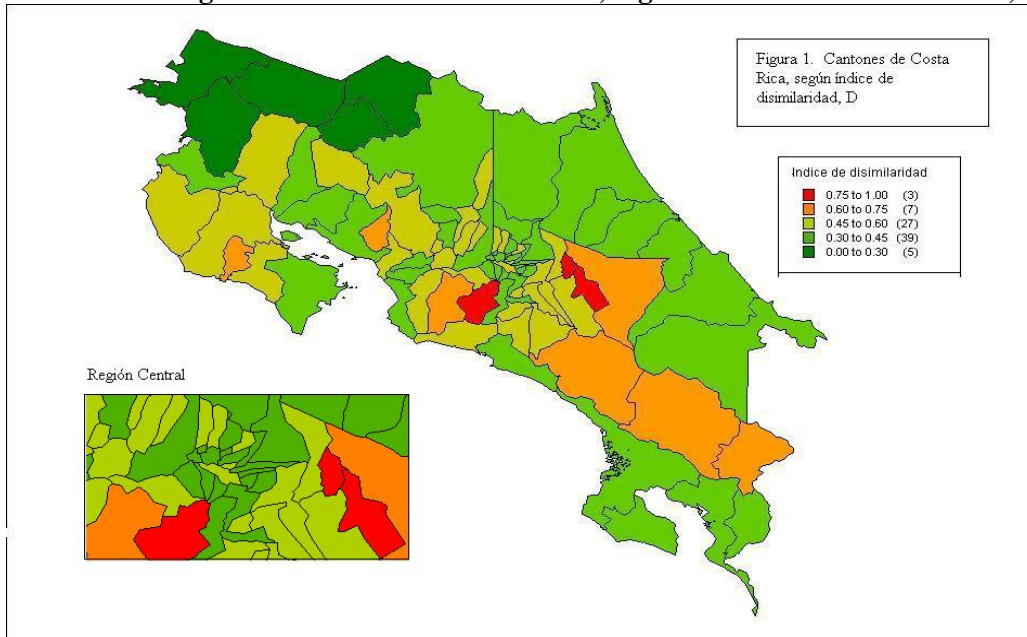 Figura 1. Cantones de Costa
Rica, según índice de
disimilaridad, D
Indice de disimilaridad
0.75 to 1.00 (3)
0.60 to 0.75 (7)
0.45 to 0.60 (27)
0.30 to 0.45 (39)
0.00 to 0.30 (5)
Región Central